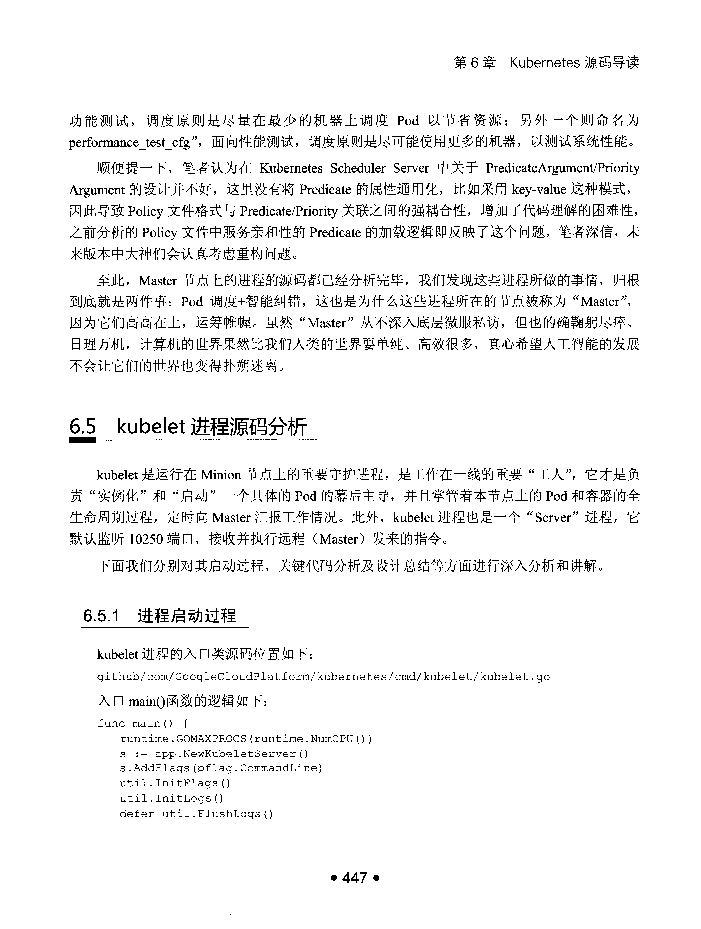 第 6 章 Kubernetes 源码导读
功能测试，调度原则是尽量在最少的机器上调度 Pod 以节省资源；另外一个则命名为
performance_test_cfg”，面向性能测试，调度原则是尽可能使用更多的机器，以测试系统性能。
顺便提一下，笔者认为在 Kubernetes Scheduler Server 中关于 PredicateArgument/Priority
Argument 的设计并不好，这里没有将 Predicate 的属性通用化，比如采用 key-value 这种模式，
因此导致 Policy 文件格式与 Predicate/Priority 关联之间的强耦合性，增加了代码理解的困难性，
之前分析的 Policy 文件中服务亲和性的 Predicate 的加载逻辑即反映了这个问题，笔者深信，未
来版本中大神们会认真考虑重构问题。
至此，Master 节点上的进程的源码都已经分析完毕，我们发现这些进程所做的事情，归根
到底就是两件事：Pod 调度+智能纠错，这也是为什么这些进程所在的节点被称为“Master”，
因为它们高高在上，运筹帷幄。虽然“Master”从不深入底层微服私访，但也的确鞠躬尽瘁、
日理万机，计算机的世界果然比我们人类的世界要单纯、高效很多，真心希望人工智能的发展
不会让它们的世界也变得扑朔迷离。
6.5 kubelet 进程源码分析
kubelet 是运行在 Minion 节点上的重要守护进程，是工作在一线的重要“工人”，它才是负
责“实例化”和“启动”一个具体的 Pod 的幕后主导，并且掌管着本节点上的 Pod 和容器的全
生命周期过程，定时向 Master 汇报工作情况。此外，kubelet 进程也是一个“Server”进程，它
默认监听 10250 端口，接收并执行远程（Master）发来的指令。
下面我们分别对其启动过程、关键代码分析及设计总结等方面进行深入分析和讲解。
6.5.1 进程启动过程
kubelet 进程的入口类源码位置如下：
github/com/GoogleCloudPlatform/kubernetes/cmd/kubelet/kubelet.go
入口 main()函数的逻辑如下：
func main() {
runtime.GOMAXPROCS(runtime.NumCPU())
s := app.NewKubeletServer()
s.AddFlags(pflag.CommandLine)
util.InitFlags()
util.InitLogs()
defer util.FlushLogs()
• 447 •